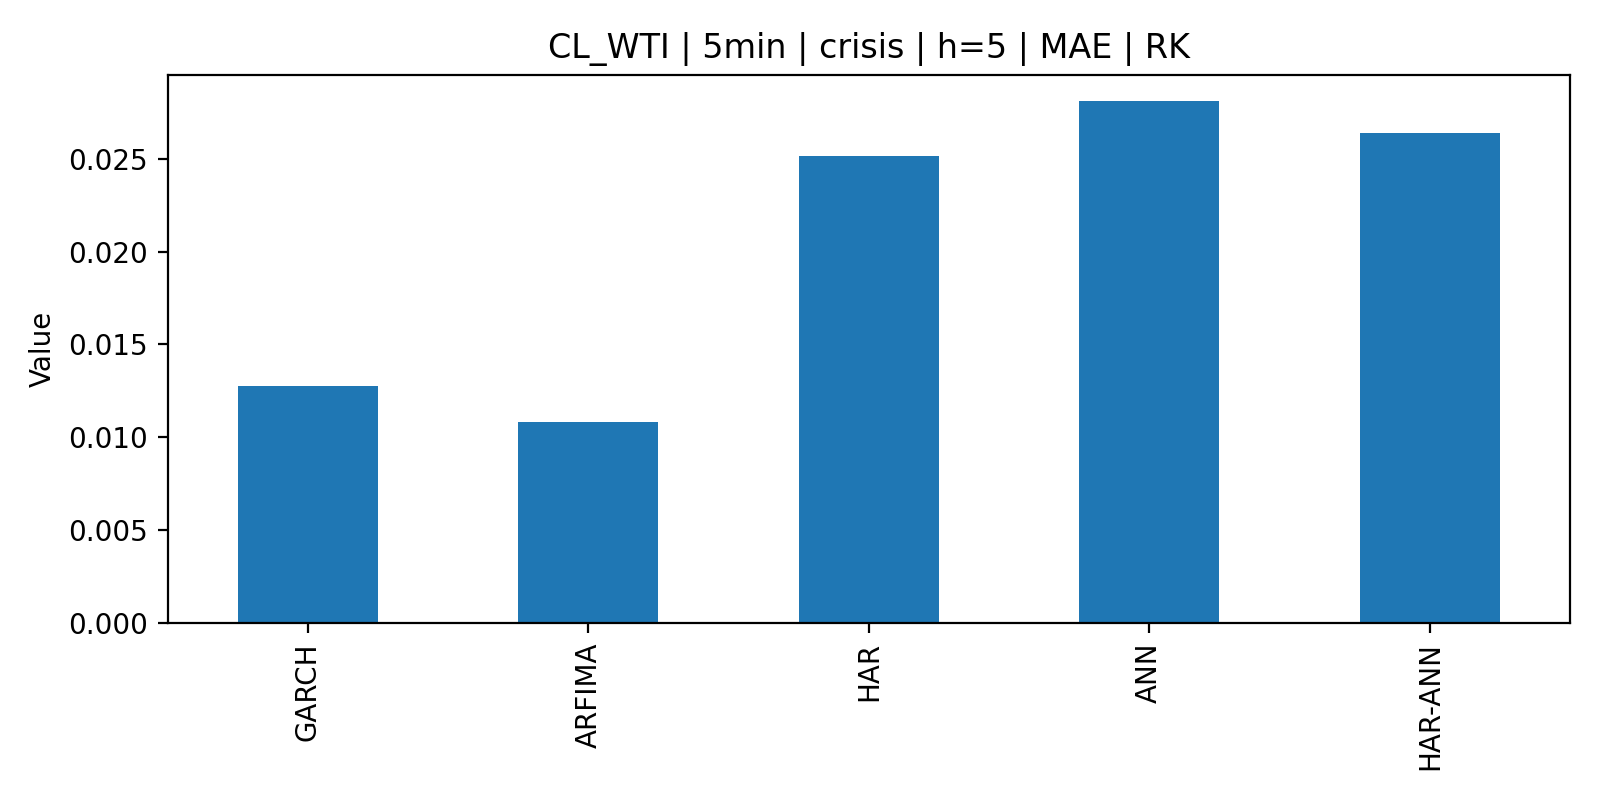 CL_WTI | 5min | crisis | h=5 | MAE | RK
Value
0.025
0.020
0.015
0.010
0.005
0.000
GARCH
ARFIMA
HAR
ANN
HAR-ANN